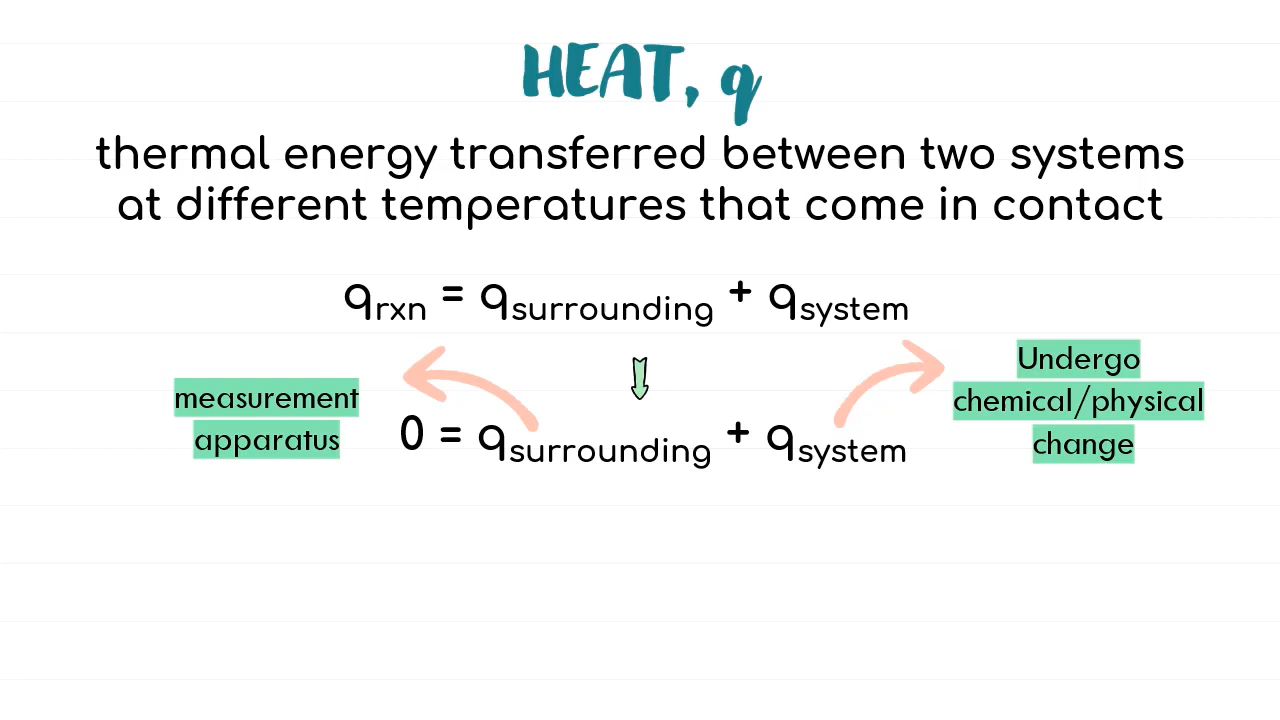 HEAT, q
thermal energy transferred between two systems
at different temperatures that come in contact
qrxn = qsurrounding + qsystem
measurement
apparatus
0 = qsurrounding + qsystem
Undergo
chemical/physical
change